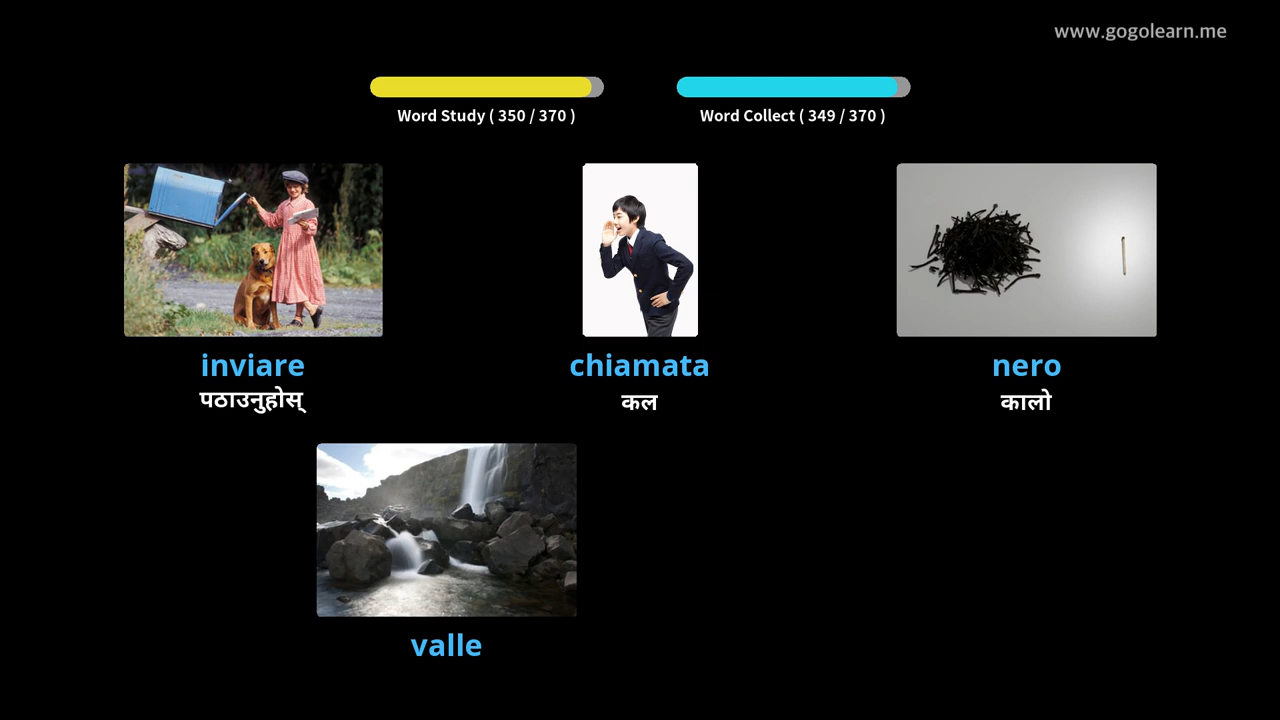 www.gogolearn.me
Word Study ( 350 / 370 )
Word Collect ( 349 / 370 )
inviare
पठाउनुहोस्
chiamata
कल
nero
कालो
valle